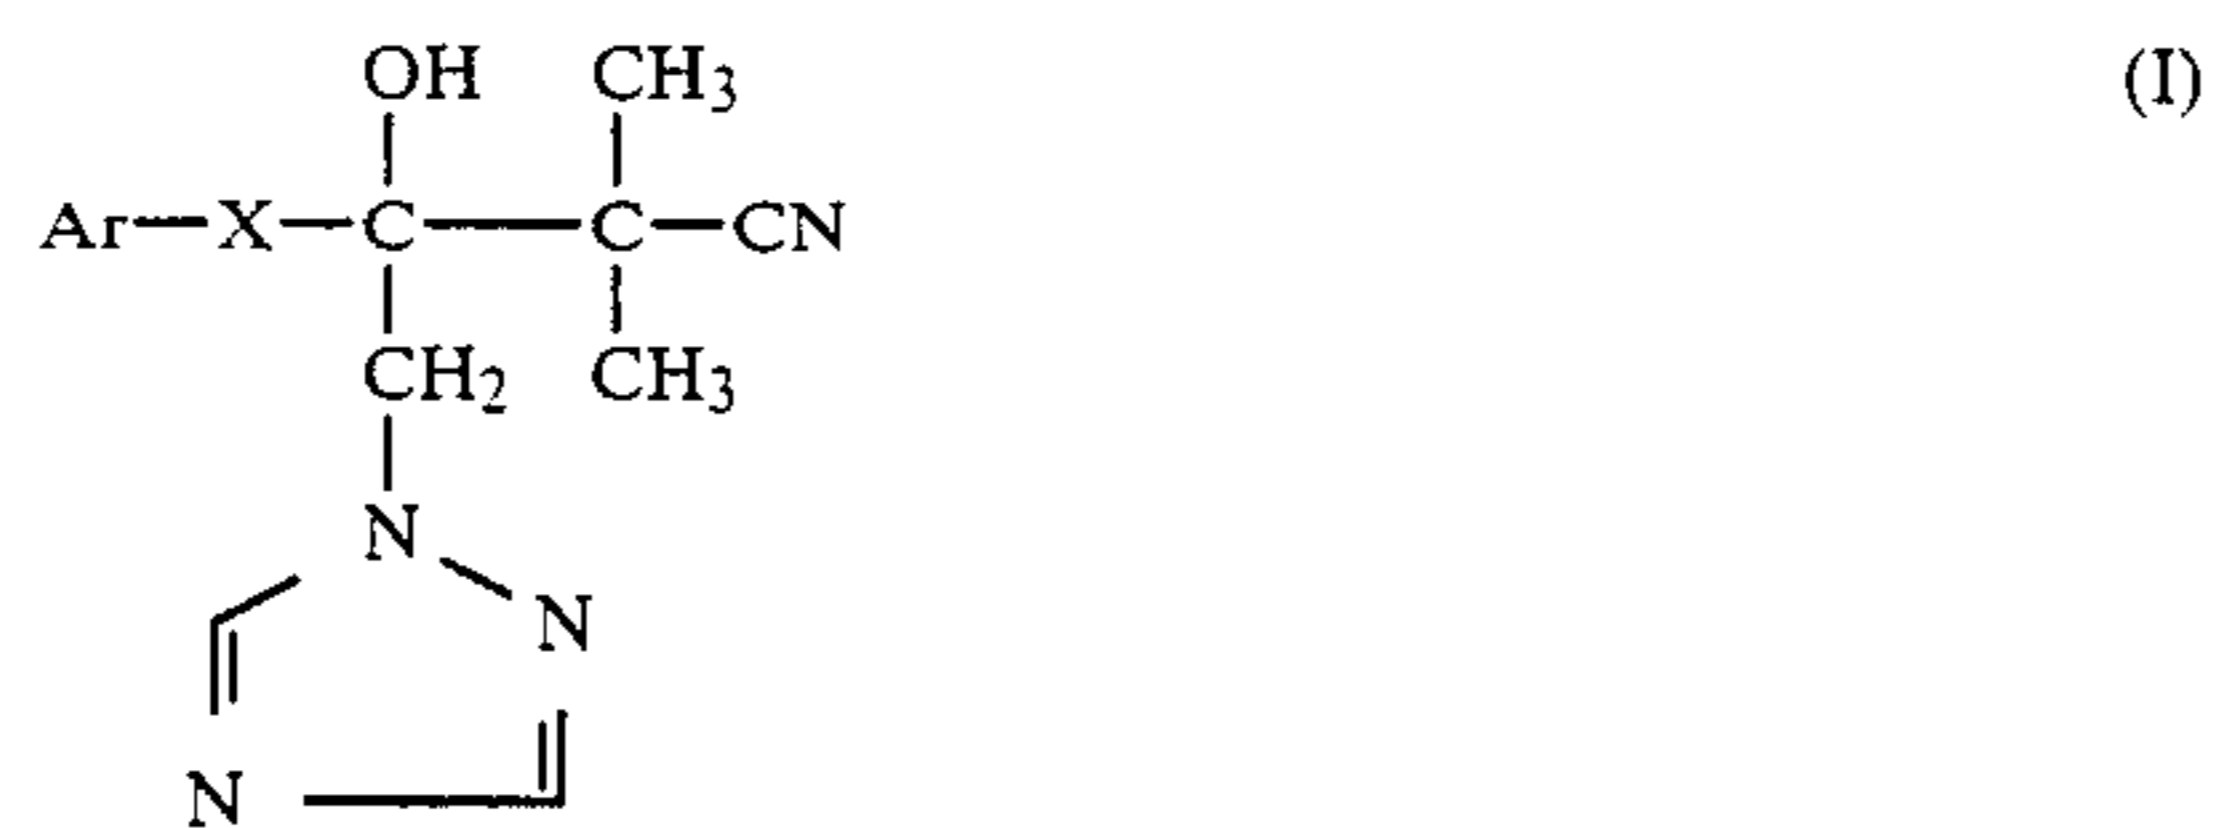 OH CH₃ (I)
Ar—X—C—C—CN
CH₂ CH₃
N
N
N